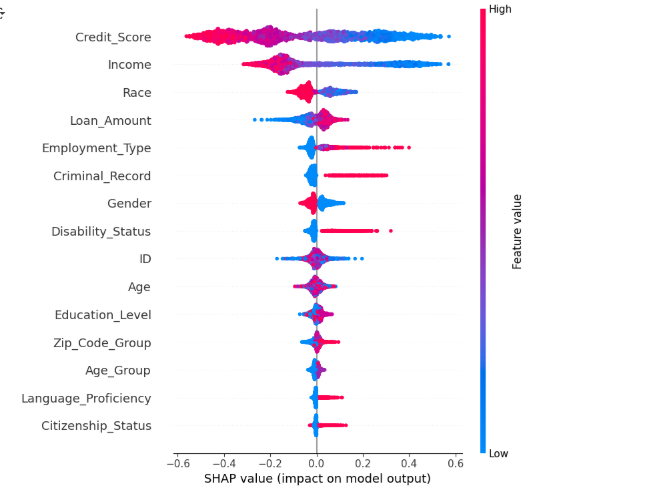 High
Credit_Score
Income
Race
Loan_Amount
Employment_Type
Criminal_Record
Gender
Disability_Status
ID
Age
Education_Level
Zip_Code_Group
Age_Group
Language_Proficiency
Citizenship_Status
Feature value
Low
−0.6 −0.4 −0.2 0.0 0.2 0.4 0.6
SHAP value (impact on model output)